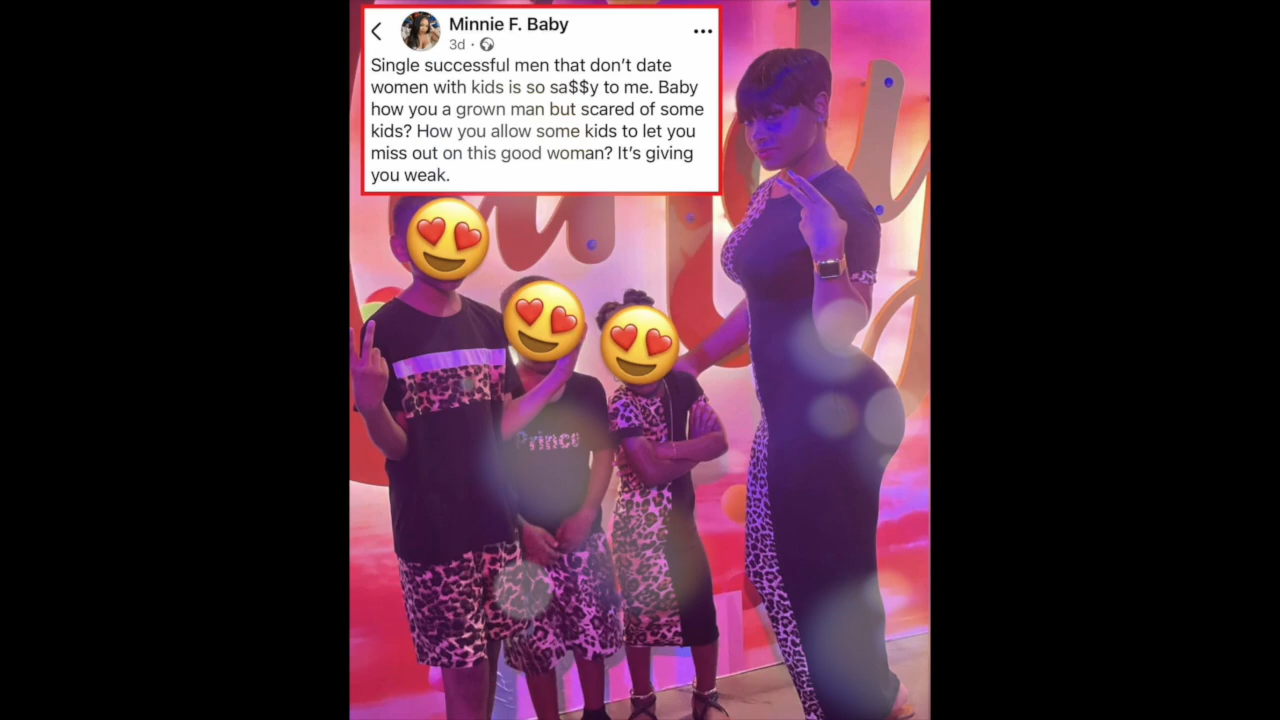 Minnie F. Baby
3d ·
Single successful men that don’t date
women with kids is so sa$$y to me. Baby
how you a grown man but scared of some
kids? How you allow some kids to let you
miss out on this good woman? It’s giving
you weak.
Prince